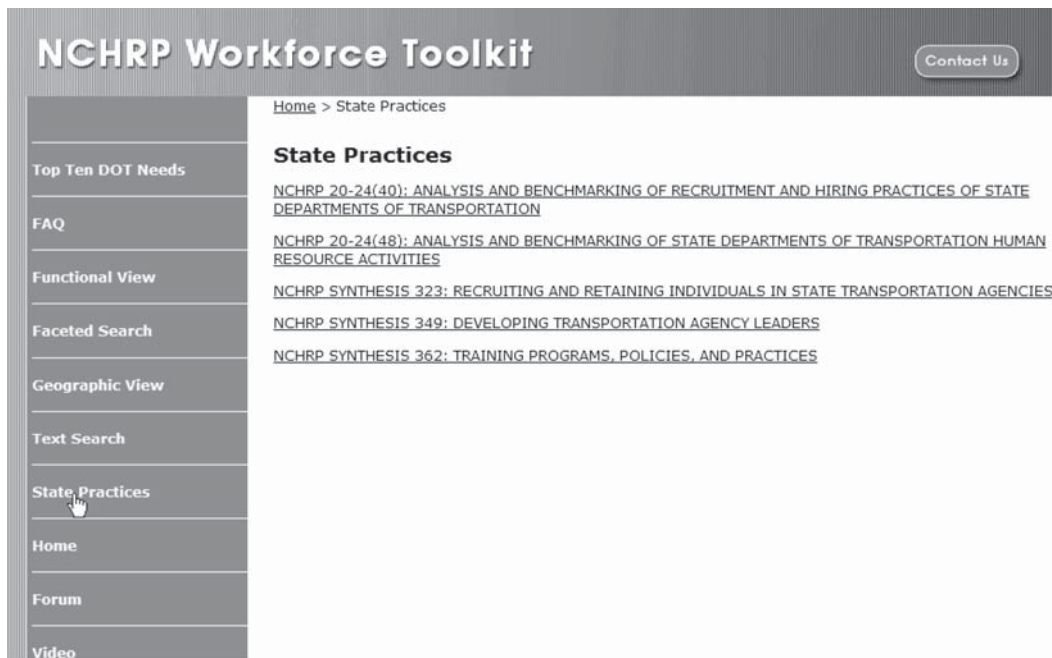 NCHRP Workforce Toolkit
Contact Us
Top Ten DOT Needs
FAQ
Functional View
Faceted Search
Geographic View
Text Search
State Practices
Home
Forum
Video
Home > State Practices
State Practices
NCHRP 20-24(40): ANALYSIS AND BENCHMARKING OF RECRUITMENT AND HIRING PRACTICES OF STATE
DEPARTMENTS OF TRANSPORTATION
NCHRP 20-24(48): ANALYSIS AND BENCHMARKING OF STATE DEPARTMENTS OF TRANSPORTATION HUMAN
RESOURCE ACTIVITIES
NCHRP SYNTHESIS 323: RECRUITING AND RETAINING INDIVIDUALS IN STATE TRANSPORTATION AGENCIES
NCHRP SYNTHESIS 349: DEVELOPING TRANSPORTATION AGENCY LEADERS
NCHRP SYNTHESIS 362: TRAINING PROGRAMS, POLICIES, AND PRACTICES